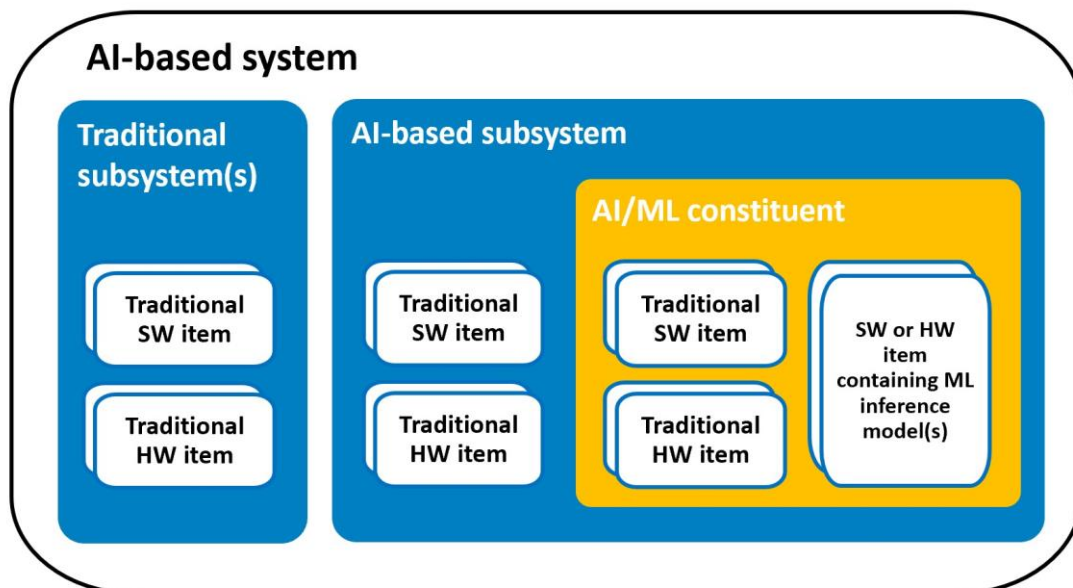 AI-based system
Traditional
subsystem(s)
Traditional
SW item
Traditional
HW item
AI-based subsystem
Traditional
SW item
Traditional
HW item
AI/ML constituent
Traditional
SW item
Traditional
HW item
SW or HW
item
containing ML
inference
model(s)